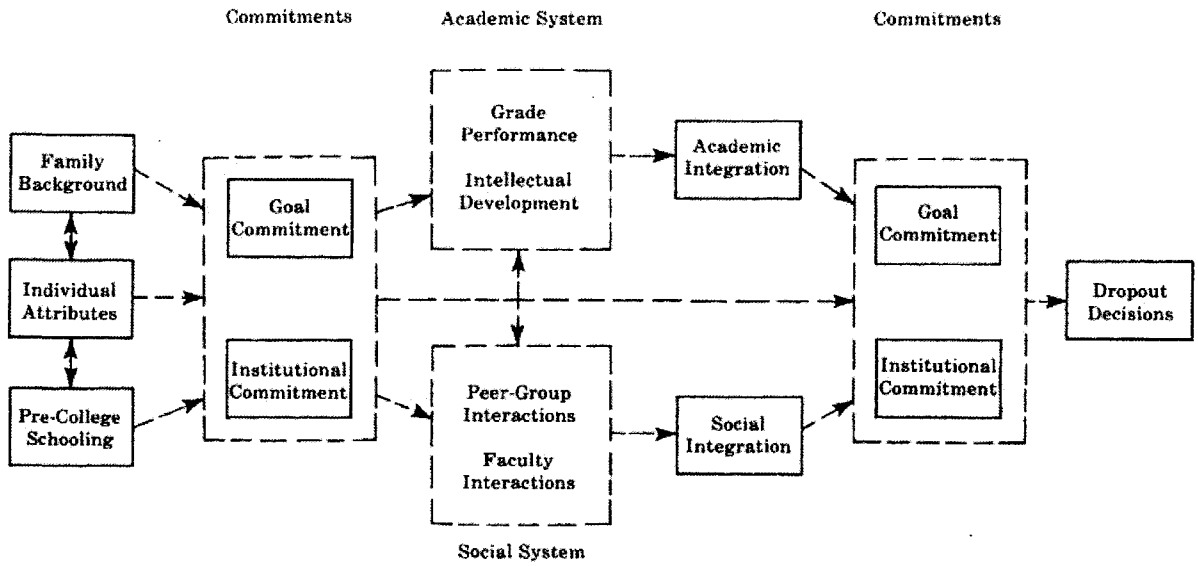 Commitments
Academic System
Commitments
Family
Background
Individual
Attributes
Pre-College
Schooling
Goal
Commitment
Institutional
Commitment
Grade
Performance
Intellectual
Development
Peer-Group
Interactions
Faculty
Interactions
Social System
Academic
Integration
Social
Integration
Goal
Commitment
Institutional
Commitment
Dropout
Decisions